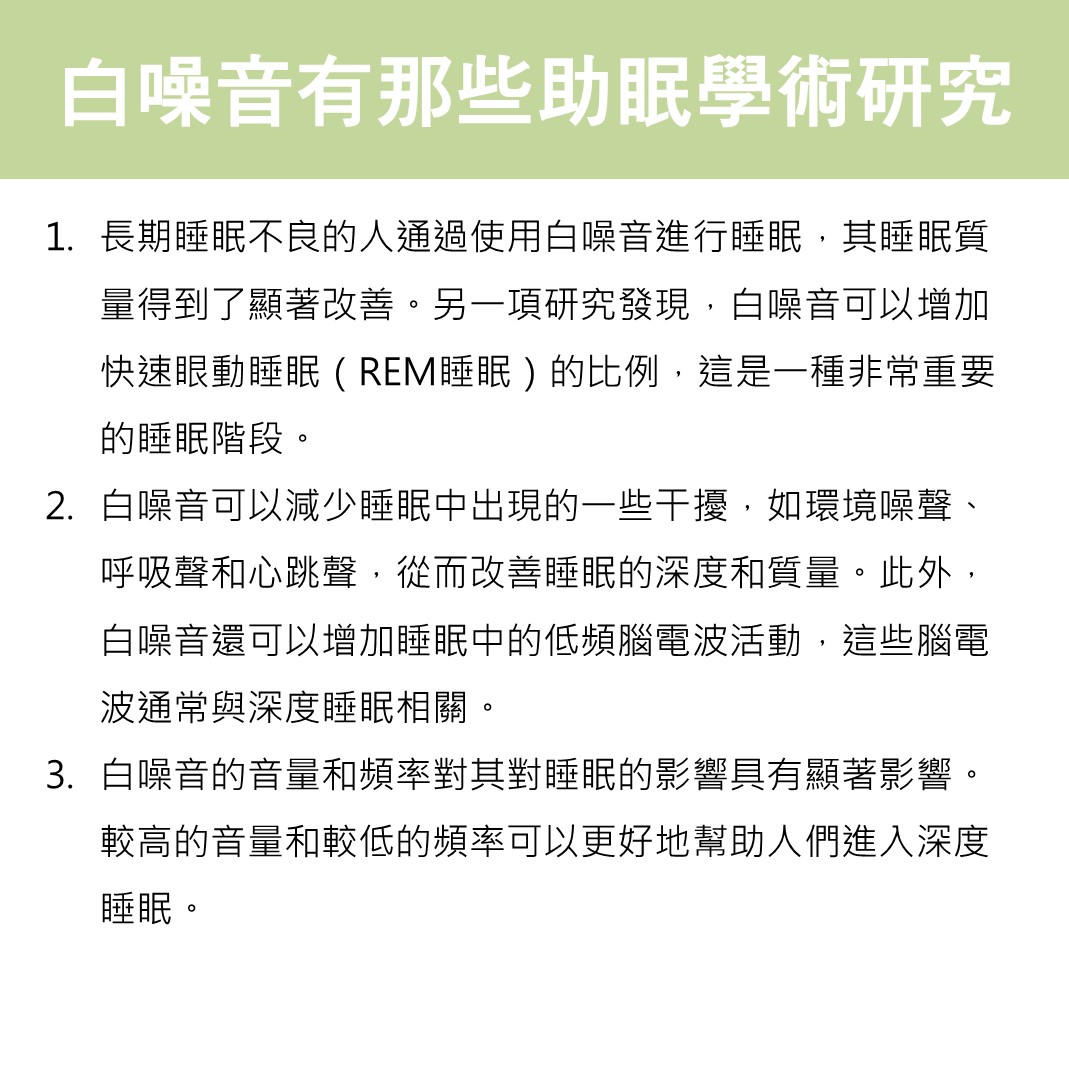 白噪音有那些助眠學術研究
1. 長期睡眠不良的人通過使用白噪音進行睡眠，其睡眠質
量得到了顯著改善。另一項研究發現，白噪音可以增加
快速眼動睡眠（REM睡眠）的比例，這是一種非常重要
的睡眠階段。
2. 白噪音可以減少睡眠中出現的一些干擾，如環境噪聲、
呼吸聲和心跳聲，從而改善睡眠的深度和質量。此外，
白噪音還可以增加睡眠中的低頻腦電波活動，這些腦電
波通常與深度睡眠相關。
3. 白噪音的音量和頻率對其對睡眠的影響具有顯著影響。
較高的音量和較低的頻率可以更好地幫助人們進入深度
睡眠。